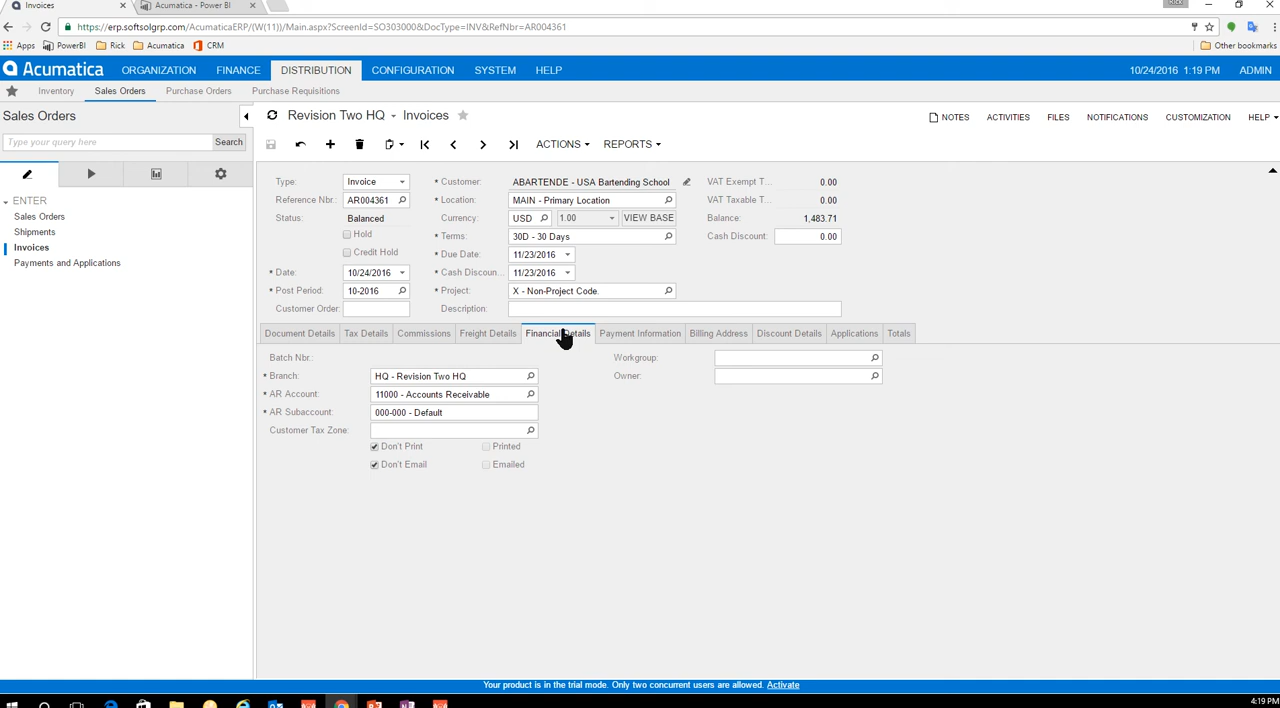 Invoices
Acumatica - Power BI
Rick
https://erp.softsolgrp.com/AcumaticaERP/(W(11))/Main.aspx?ScreenId=SO303000&DocType=INV&RefNbr=AR004361
Apps PowerBI Rick Acumatica CRM Other bookmarks
Acumatica ORGANIZATION FINANCE DISTRIBUTION CONFIGURATION SYSTEM HELP 10/24/2016 1:19 PM ADMIN
Inventory Sales Orders Purchase Orders Purchase Requisitions
Sales Orders Revision Two HQ - Invoices NOTES ACTIVITIES FILES NOTIFICATIONS CUSTOMIZATION HELP
Type your query here Search ACTIONS REPORTS
ENTER
Sales Orders
Shipments
Invoices
Payments and Applications
Type: Invoice * Customer: ABARTENDE - USA Bartending School VAT Exempt T... 0.00
Reference Nbr.: AR004361 * Location: MAIN - Primary Location VAT Taxable T... 0.00
Status: Balanced Currency: USD 1.00 VIEW BASE Balance: 1,483.71
Hold * Terms: 30D - 30 Days Cash Discount: 0.00
Credit Hold * Due Date: 11/23/2016
* Date: 10/24/2016 * Cash Discoun... 11/23/2016
* Post Period: 10-2016 * Project: X - Non-Project Code.
Customer Order: Description:
Document Details Tax Details Commissions Freight Details Financial Details Payment Information Billing Address Discount Details Applications Totals
Batch Nbr.: Workgroup:
* Branch: HQ - Revision Two HQ Owner:
* AR Account: 11000 - Accounts Receivable
* AR Subaccount: 000-000 - Default
Customer Tax Zone:
Don't Print Printed
Don't Email Emailed
Your product is in the trial mode. Only two concurrent users are allowed. Activate
4:19 PM